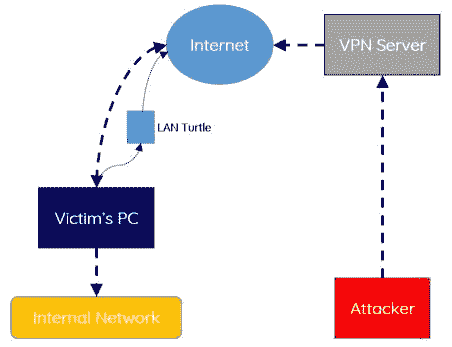 Internet
VPN Server
LAN Turtle
Victim's PC
Internal Network
Attacker